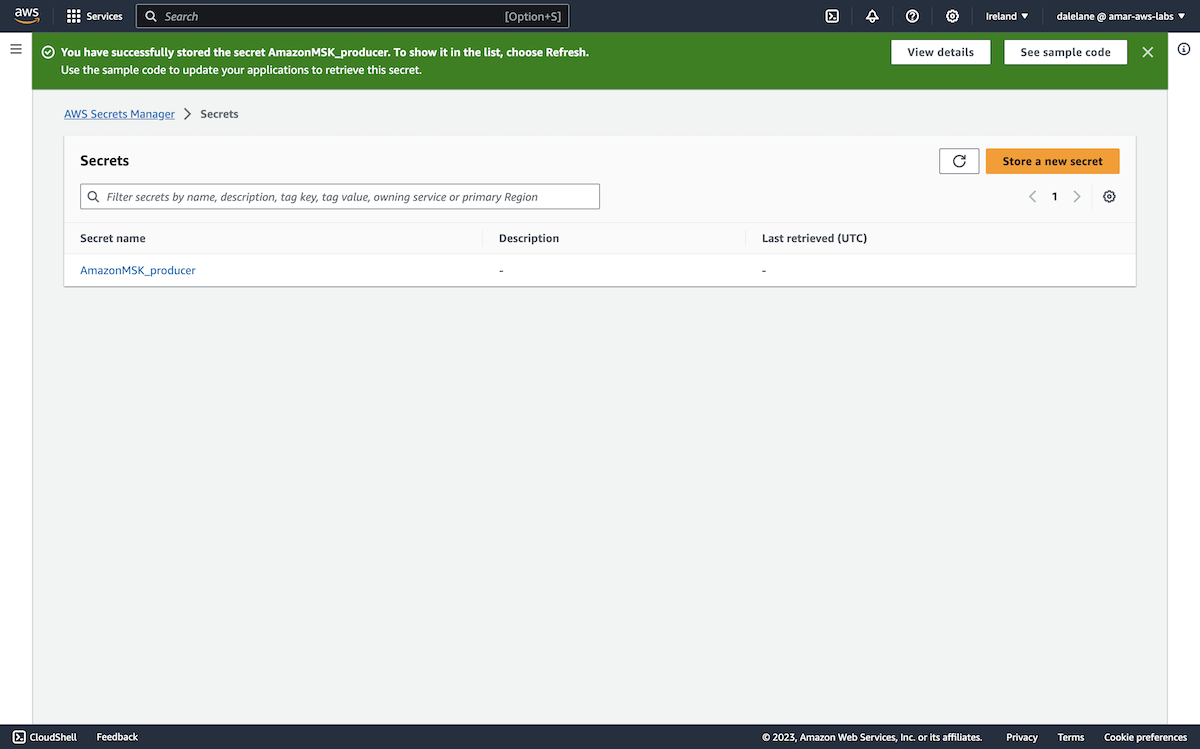 aws
Services
Search
[Option+S]
Ireland ▼
dalelane @ amar-aws-labs ▼
You have successfully stored the secret AmazonMSK_producer. To show it in the list, choose Refresh.
Use the sample code to update your applications to retrieve this secret.
View details
See sample code
AWS Secrets Manager
Secrets
Secrets
Store a new secret
Filter secrets by name, description, tag key, tag value, owning service or primary Region
1
Secret name
Description
Last retrieved (UTC)
AmazonMSK_producer
-
-
CloudShell
Feedback
© 2023, Amazon Web Services, Inc. or its affiliates.
Privacy
Terms
Cookie preferences